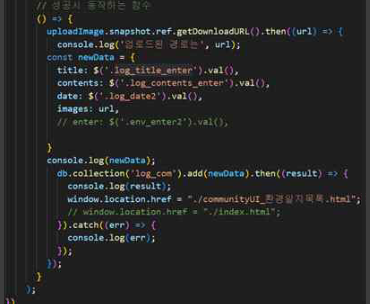 // 성공시 동작하는 함수
() => {
uploadImage.snapshot.ref.getDownloadURL().then((url) => {
console.log('업로드된 경로는', url);
const newData = {
title: $('.log_title_enter').val(),
contents: $('.log_contents_enter').val(),
date: $('.log_date2').val(),
images: url,
// enter: $('.env_enter2').val(),
}
console.log(newData);
db.collection('log_com').add(newData).then((result) => {
console.log(result);
window.location.href = "./communityUI_환경일지목록.html";
// window.location.href = "./index.html";
}).catch((err) => {
console.log(err);
});
});
}
);
})